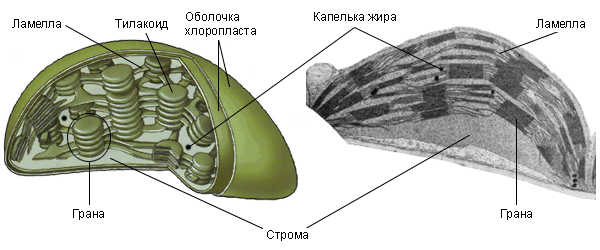 Ламелла
Тилакоид
Оболочка
хлоропласта
Капелька жира
Ламелла
Грана
Строма
Грана